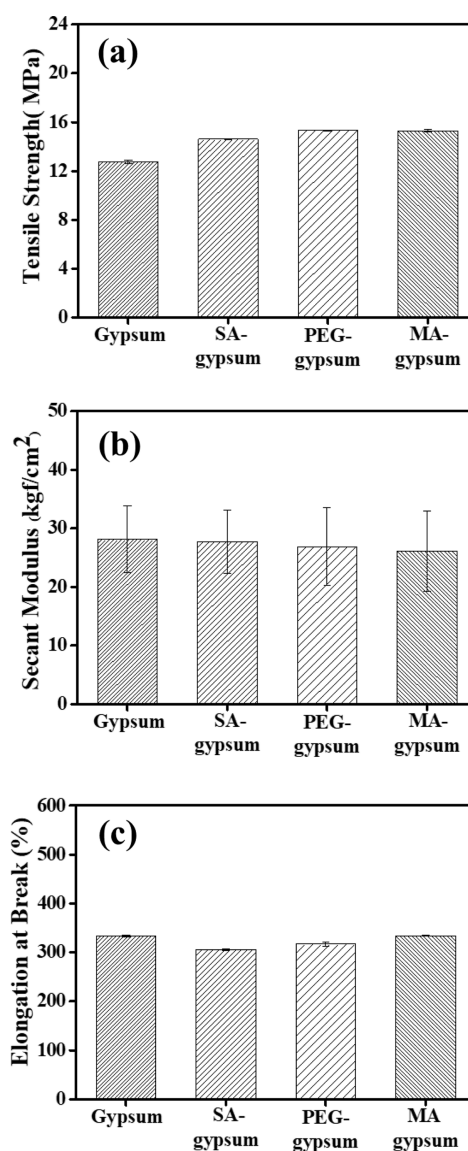 (a)
Tensile Strength( MPa)
24
20
16
12
8
4
0
Gypsum
SA-
gypsum
PEG-
gypsum
MA-
gypsum
(b)
Secant Modulus (kgf/cm²)
50
40
30
20
10
0
Gypsum
SA-
gypsum
PEG-
gypsum
MA-
gypsum
(c)
Elongation at Break (%)
600
500
400
300
200
100
0
Gypsum
SA-
gypsum
PEG-
gypsum
MA
gypsum